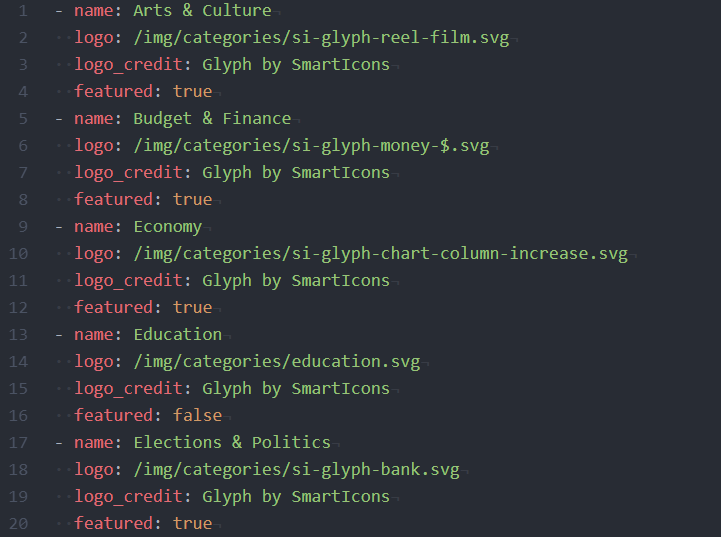 1 - name: Arts & Culture
2 logo: /img/categories/si-glyph-reel-film.svg
3 logo_credit: Glyph by SmartIcons
4 featured: true
5 - name: Budget & Finance
6 logo: /img/categories/si-glyph-money-$.svg
7 logo_credit: Glyph by SmartIcons
8 featured: true
9 - name: Economy
10 logo: /img/categories/si-glyph-chart-column-increase.svg
11 logo_credit: Glyph by SmartIcons
12 featured: true
13 - name: Education
14 logo: /img/categories/education.svg
15 logo_credit: Glyph by SmartIcons
16 featured: false
17 - name: Elections & Politics
18 logo: /img/categories/si-glyph-bank.svg
19 logo_credit: Glyph by SmartIcons
20 featured: true